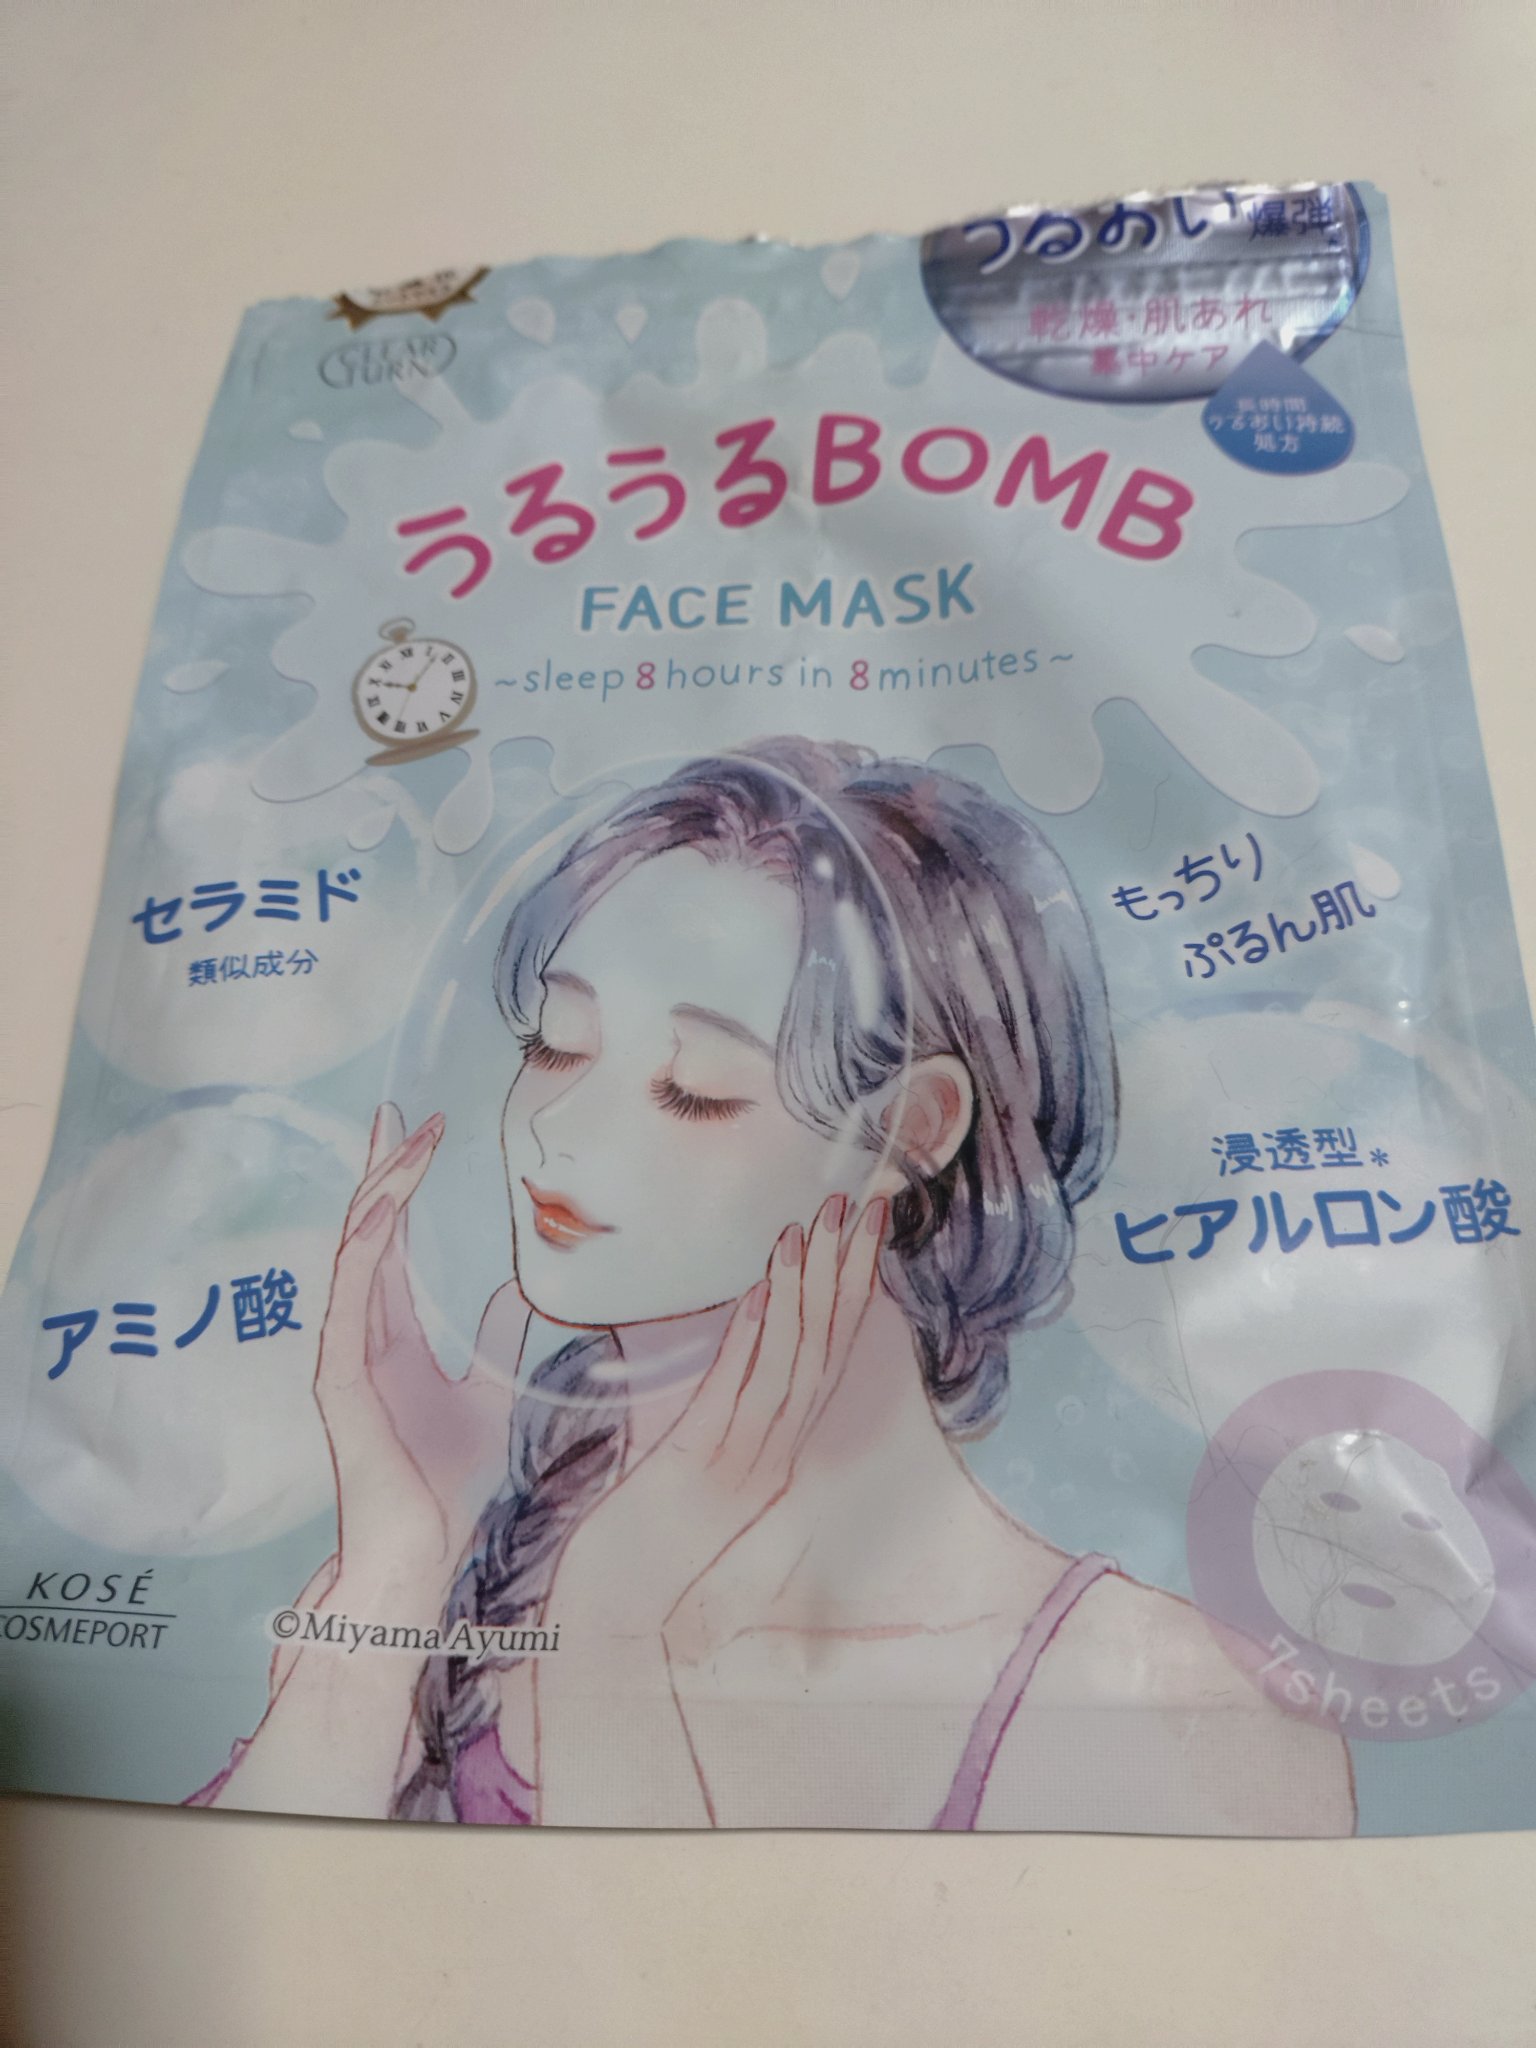 うるおい爆弾
乾燥・肌あれ
集中ケア
長時間
うるおい持続
処方
CLEAR
TURN
うるうるBOMB
FACE MASK
~sleep 8 hours in 8 minutes~
セラミド
類似成分
もっちり
ぷるん肌
浸透型*
ヒアルロン酸
アミノ酸
KOSÉ
COSMEPORT
©Miyama Ayumi
7sheets